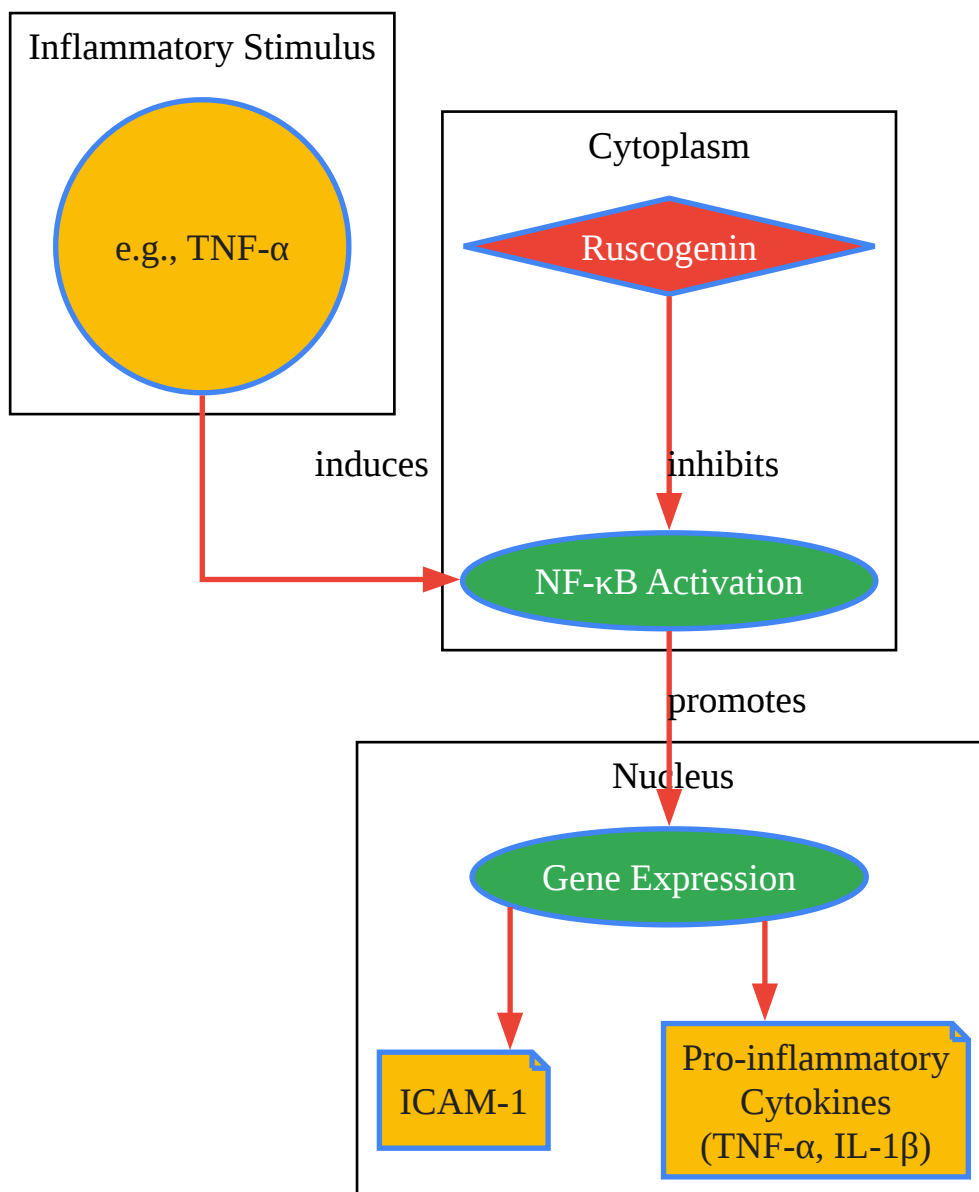 Inflammatory Stimulus
e.g., TNF-α
Cytoplasm
Ruscogenin
induces
inhibits
NF-κB Activation
promotes
Nucleus
Gene Expression
ICAM-1
Pro-inflammatory
Cytokines
(TNF-α, IL-1β)